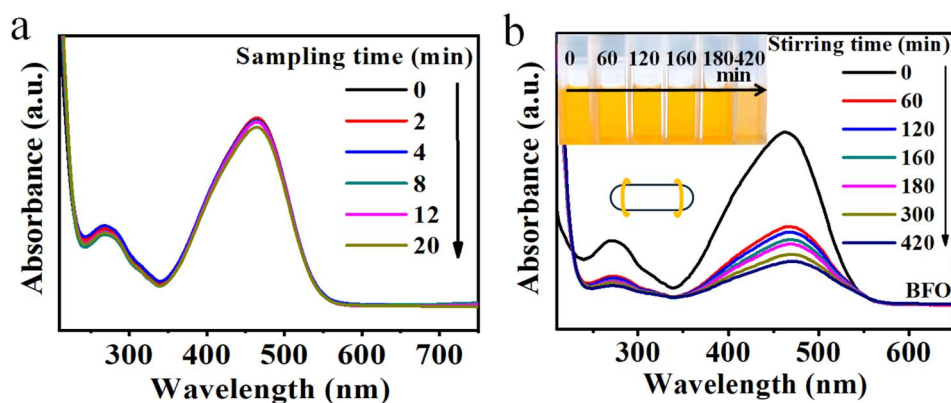 a
Sampling time (min)
0
2
4
8
12
20
Absorbance (a.u.)
300 400 500 600 700
Wavelength (nm)
b
Stirring time (min)
0
60
120
160
180
300
420
0 60 120 160 180 420
min
BFO
Absorbance (a.u.)
300 400 500 600
Wavelength (nm)